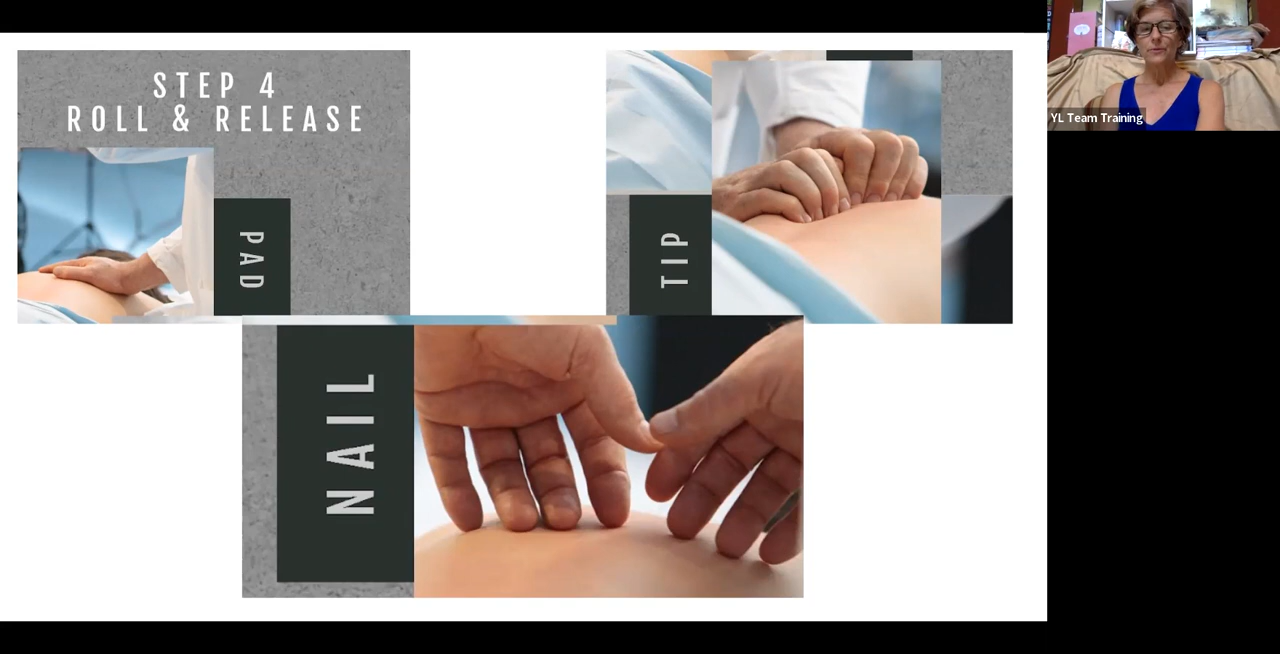 STEP 4
ROLL & RELEASE
PAD
TIP
NAIL
YL Team Training